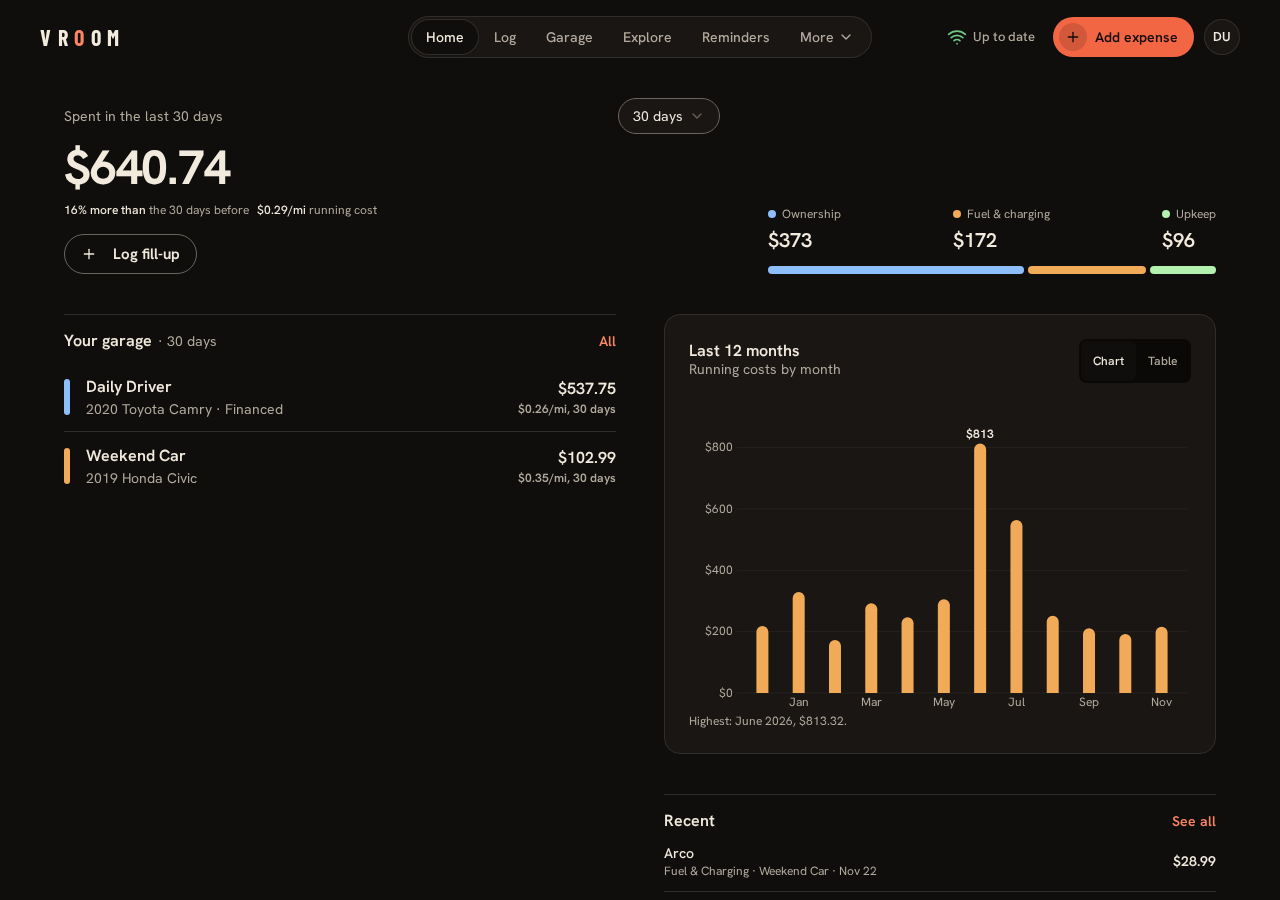 VROOM
Home Log Garage Explore Reminders More
Up to date
Add expense
DU
Spent in the last 30 days
30 days
$640.74
16% more than the 30 days before $0.29/mi running cost
Log fill-up
Ownership Fuel & charging Upkeep
$373 $172 $96
Your garage · 30 days
All
Daily Driver
$537.75
2020 Toyota Camry · Financed
$0.26/mi, 30 days
Weekend Car
$102.99
2019 Honda Civic
$0.35/mi, 30 days
Last 12 months
Running costs by month
Chart Table
$813
$800
$600
$400
$200
$0
Jan Mar May Jul Sep Nov
Highest: June 2026, $813.32.
Recent
See all
Arco
Fuel & Charging · Weekend Car · Nov 22
$28.99